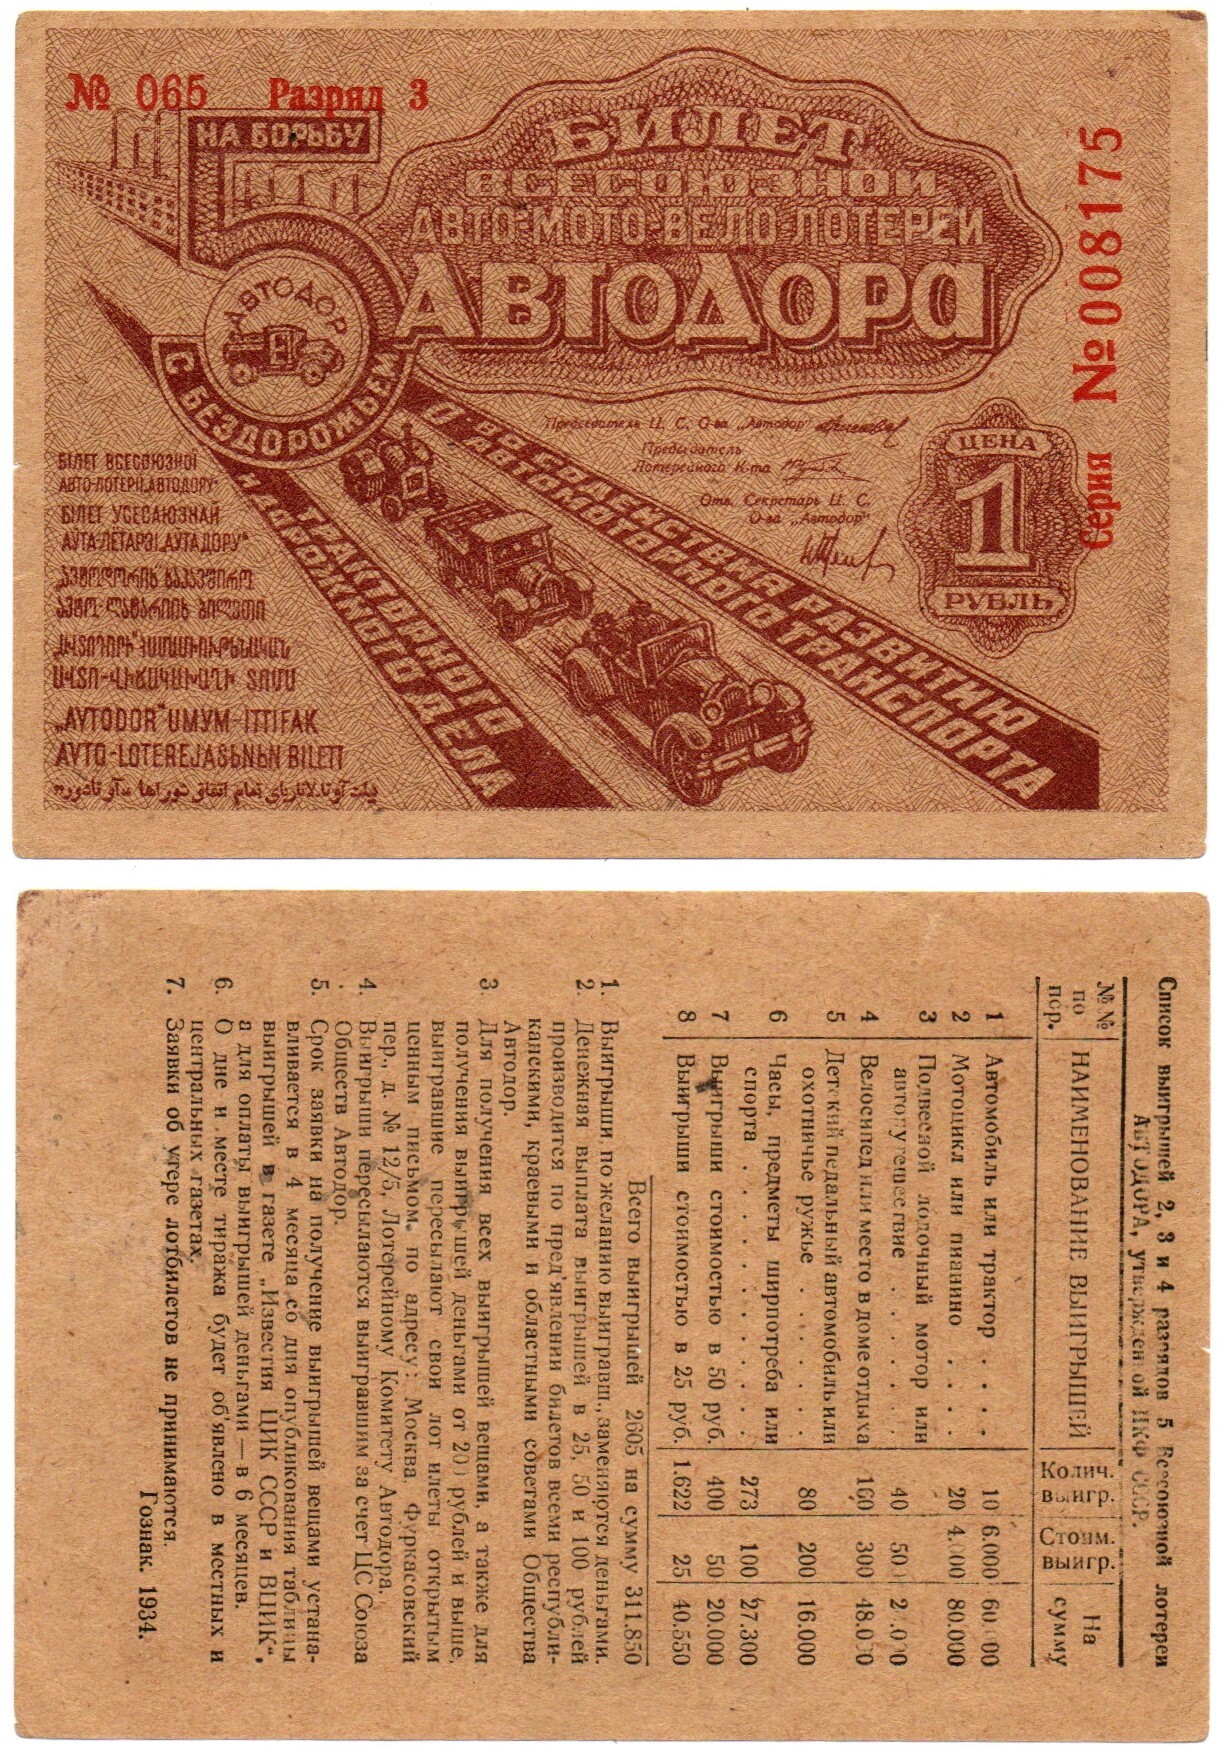 № 065 Разряд 3
НА БОРЬБУ
5
АВТОДОР
С БЕЗДОРОЖЬЕМ
БИЛЕТ
ВСЕСОЮЗНОЙ
АВТО-МОТО-ВЕЛО-ЛОТЕРЕИ
АВТОДОРА
Серия № 008175
Председатель Ц. С. О-ва „Автодор"
Председатель
Лотерейного К-та
Отв. Секретарь Ц. С.
О-ва „Автодор"
ЦЕНА
1
РУБЛЬ
ЗА СРЕДСТВА РАЗВИТИЮ
АВТОМОТОРНОГО ТРАНСПОРТА
ТРАКТОРНОГО
И ДОРОЖНОГО ДЕЛА
БІЛЕТ ВСЕСОЮЗНОЇ
АВТО-ЛОТЕРІЇ „АВТОДОРУ"
БІЛЕТ УСЕСАЮЗНАЙ
АУТА-ЛЕТАРЭІ „АУТАДОРУ"
„AVTODOR" UMYM-ITTIFAK
AVTO-LOTEREJASЬNЬN BILETI
Список выигрышей 2, 3 и 4 разрядов 5 Всесоюзной лотереи
АВТОДОРА, утвержденной НКФ СССР.
№№ по пор. НАИМЕНОВАНИЕ ВЫИГРЫШЕЙ Колич. выигр. Стоим. выигр. На сумму
1 Автомобиль или трактор . . . . 10 6.000 60.000
2 Мотоцикл или пианино . . . . 20 4.000 80.000
3 Подвесной лодочный мотор или
автопутешествие . . . . . . 40 500 20.000
4 Велосипед или место в доме отдыха 160 300 48.000
5 Детский педальный автомобиль или
охотничье ружье . . . . . . 80 200 16.000
6 Часы, предметы ширпотреба или
спорта . . . . . . . . . . 273 100 27.300
7 Выигрыши стоимостью в 50 руб. 400 50 20.000
8 Выигрыши стоимостью в 25 руб. 1.622 25 40.550
Всего выигрышей 2605 на сумму 311.850
1. Выигрыши по желанию выигравш., заменяются деньгами.
2. Денежная выплата выигрышей в 25, 50 и 100 рублей
производится по пред'явлении билетов всеми республи-
канскими, краевыми и областными советами Общества
Автодор.
3. Для получения всех выигрышей вещами, а также для
получения выигрышей деньгами от 200 рублей и выше,
выигравшие пересылают свои лотбилеты открытым
ценным письмом, по адресу: Москва, Фуркасовский
пер., д. № 12/5, Лотерейному Комитету Автодора.
4. Выигрыши пересылаются выигравшим за счет ЦС Союза
Обществ Автодор.
5. Срок заявки на получение выигрышей вещами устана-
вливается в 4 месяца со дня опубликования таблицы
выигрышей в газете „Известия ЦИК СССР и ВЦИК",
а для оплаты выигрышей деньгами — в 6 месяцев.
6. О дне и месте тиража будет об'явлено в местных и
центральных газетах.
7. Заявки об утере лотбилетов не принимаются.
Гознак. 1934.